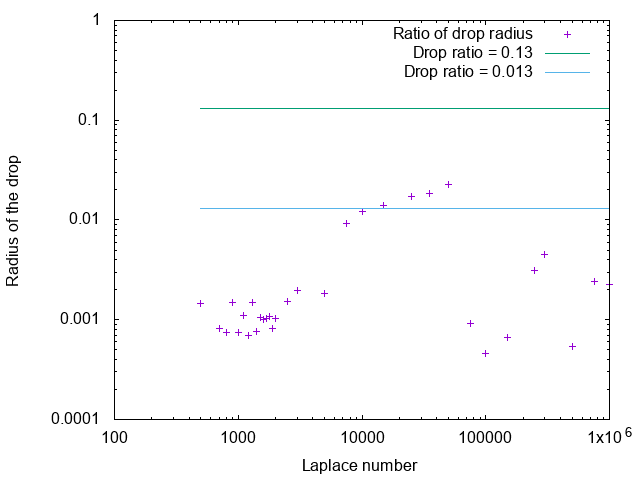 1
Ratio of drop radius
Drop ratio = 0.13
Drop ratio = 0.013
0.1
Radius of the drop
0.01
0.001
0.0001
100
1000
10000
100000
1x10^6
Laplace number